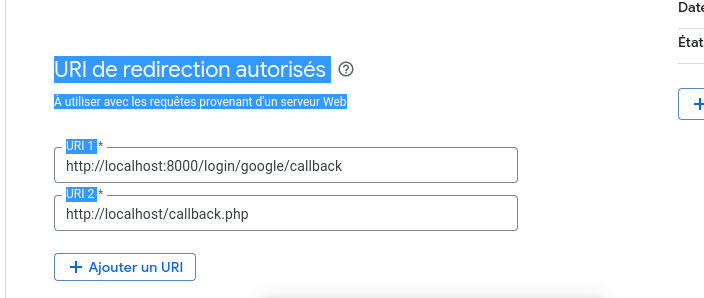 Date
État
URI de redirection autorisés
À utiliser avec les requêtes provenant d'un serveur Web
URI 1 *
http://localhost:8000/login/google/callback
URI 2 *
http://localhost/callback.php
+ Ajouter un URI